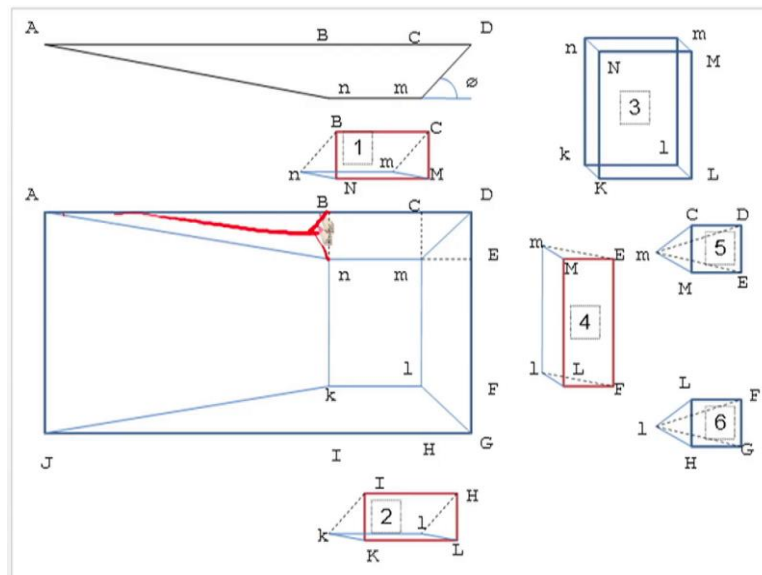 A B C D
n m ⌀
B C
1
n m
N M
n m
N M
3
k l
K L
A B C D
E
n m
l
k F
J I H G
m E
M
4
l L
F
C D
m 5
M E
L F
l 6
H G
I H
2
k l
K L